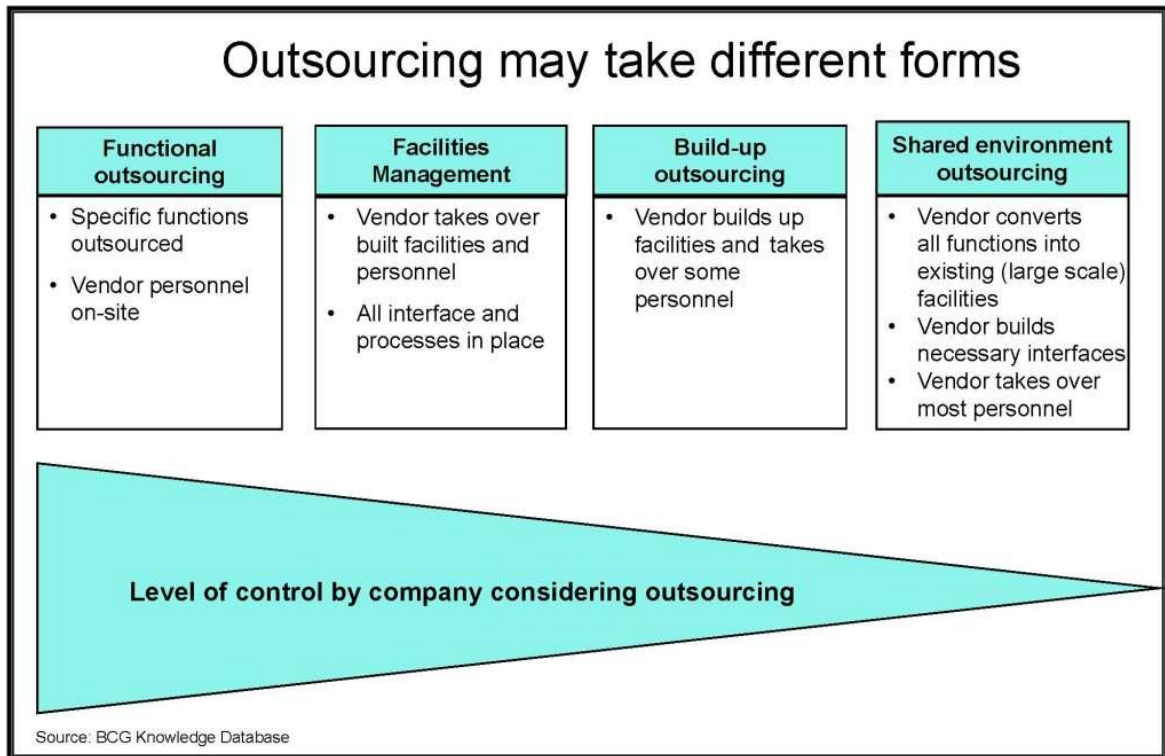 Outsourcing may take different forms
Functional
outsourcing
• Specific functions
outsourced
• Vendor personnel
on-site
Facilities
Management
• Vendor takes over
built facilities and
personnel
• All interface and
processes in place
Build-up
outsourcing
• Vendor builds up
facilities and takes
over some
personnel
Shared environment
outsourcing
• Vendor converts
all functions into
existing (large scale)
facilities
• Vendor builds
necessary interfaces
• Vendor takes over
most personnel
Level of control by company considering outsourcing
Source: BCG Knowledge Database